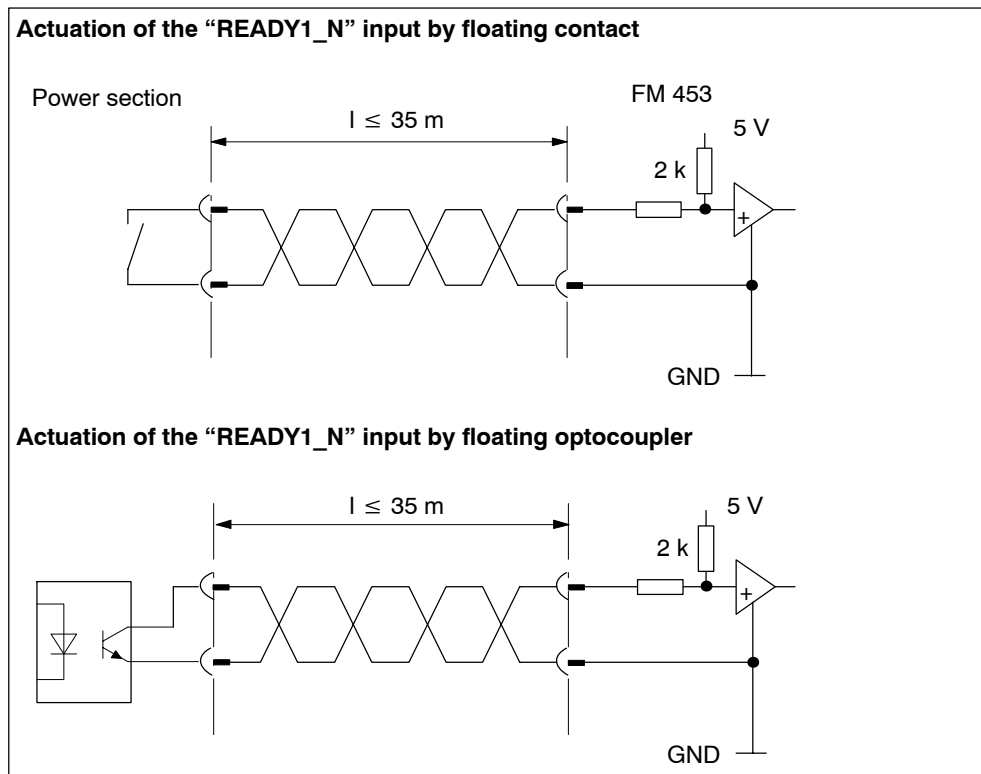 Actuation of the “READY1_N” input by floating contact
Power section
FM 453
l ≤ 35 m
5 V
2 k
+
GND
Actuation of the “READY1_N” input by floating optocoupler
l ≤ 35 m
5 V
2 k
+
GND